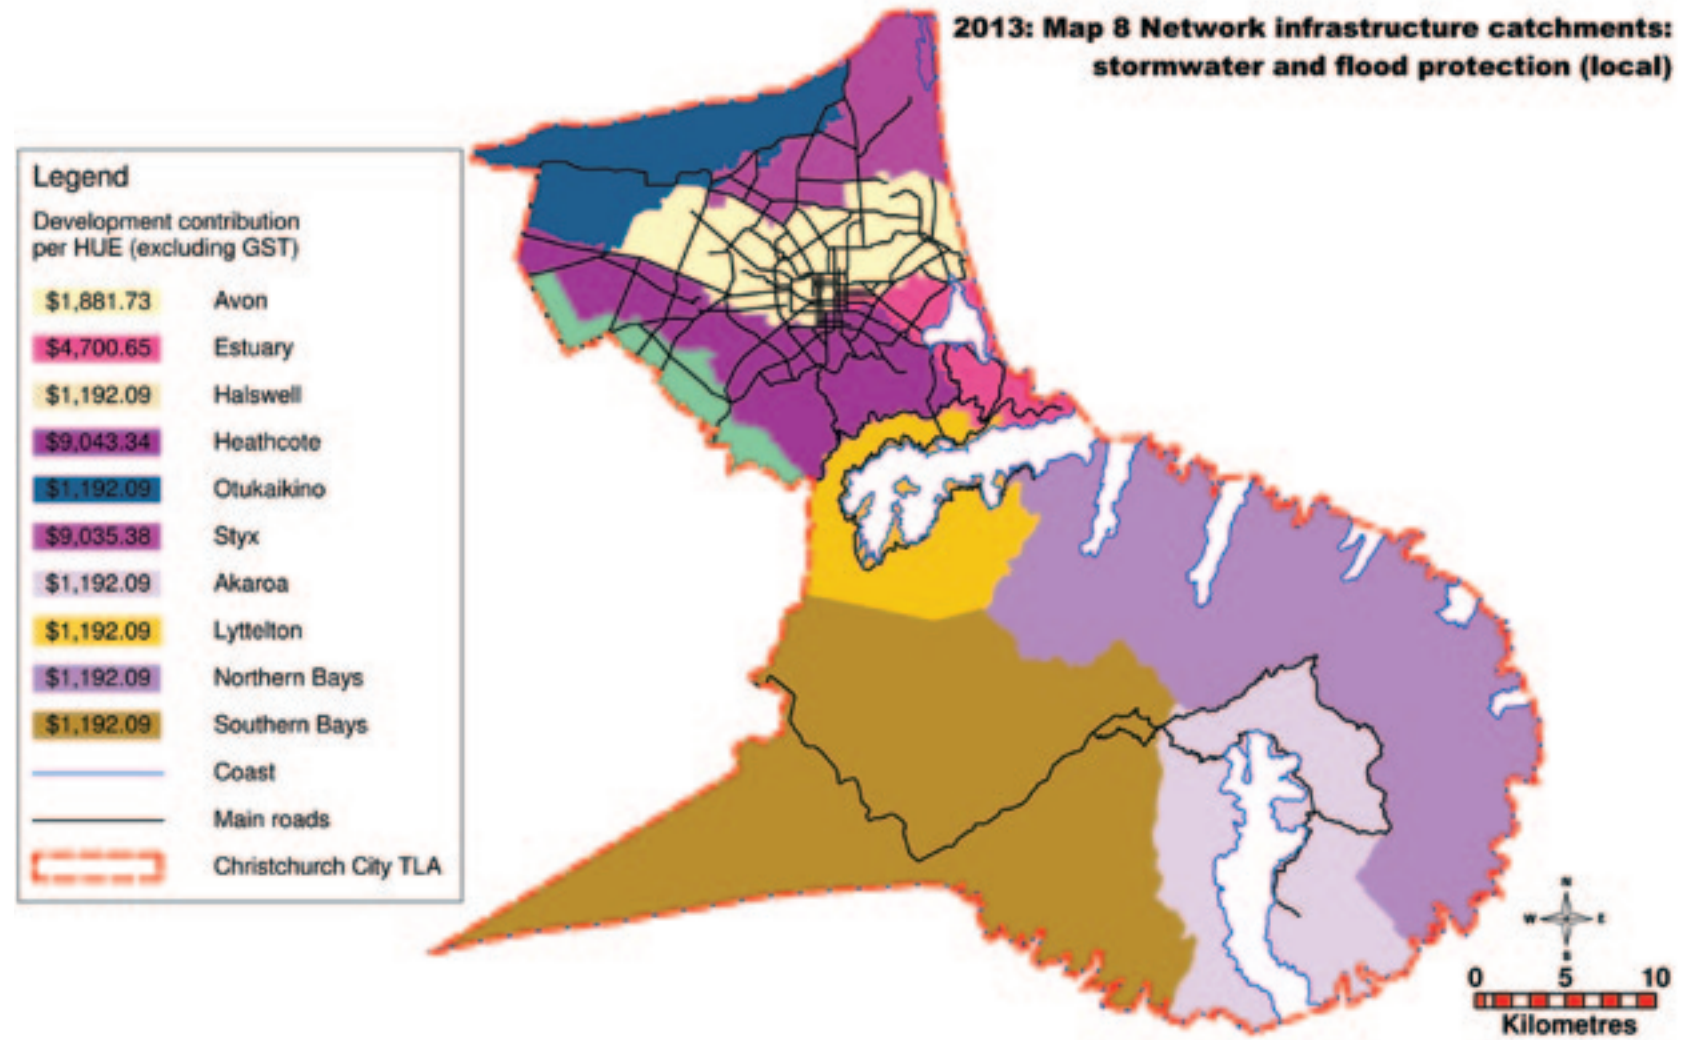 2013: Map 8 Network infrastructure catchments:
stormwater and flood protection (local)
Legend
Development contribution
per HUE (excluding GST)
$1,881.73 Avon
$4,700.65 Estuary
$1,192.09 Halswell
$9,043.34 Heathcote
$1,192.09 Otukaikino
$9,035.38 Styx
$1,192.09 Akaroa
$1,192.09 Lyttelton
$1,192.09 Northern Bays
$1,192.09 Southern Bays
Coast
Main roads
Christchurch City TLA
N
W E
S
0 5 10
Kilometres